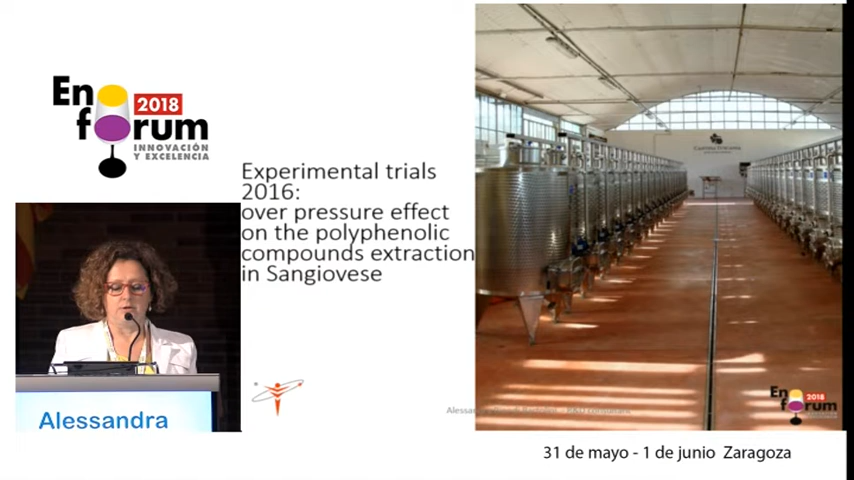 En
2018
forum
INNOVACIÓN
Y EXCELENCIA
Experimental trials
2016:
over pressure effect
on the polyphenolic
compounds extraction
in Sangiovese
Alessandra
En
2018
forum
31 de mayo - 1 de junio Zaragoza